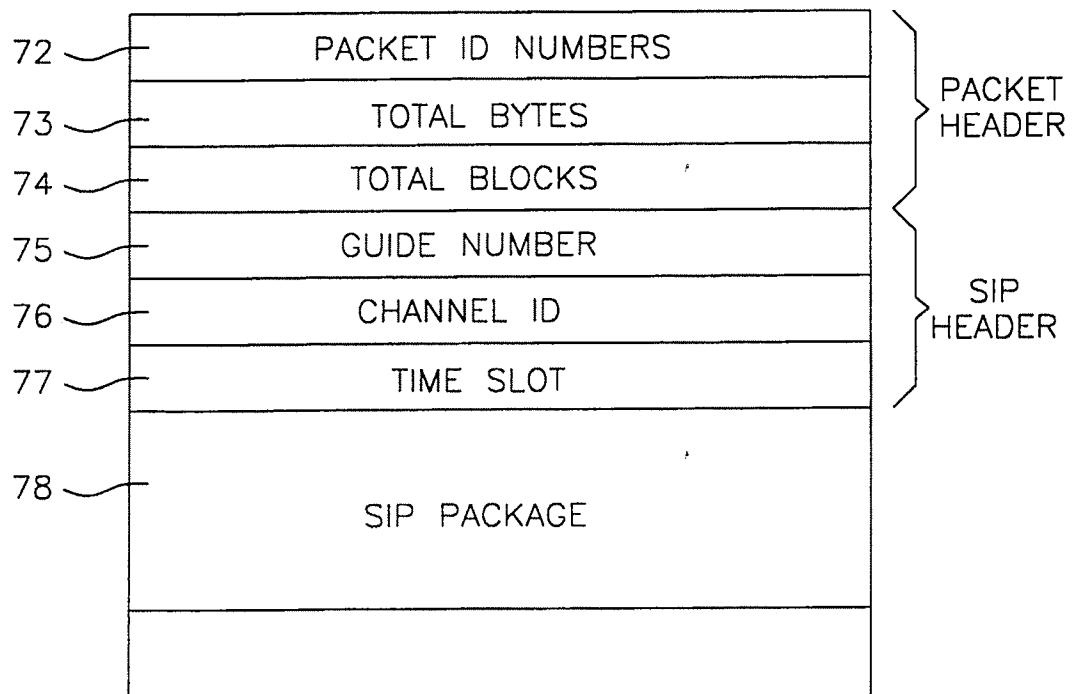 72 PACKET ID NUMBERS
73 TOTAL BYTES
74 TOTAL BLOCKS
PACKET
HEADER
75 GUIDE NUMBER
76 CHANNEL ID
77 TIME SLOT
SIP
HEADER
78 SIP PACKAGE